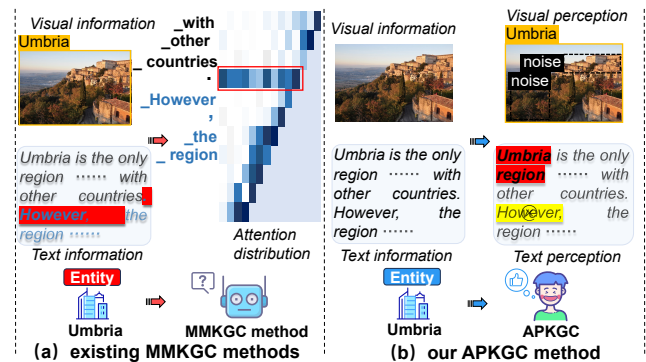 Visual information
Umbria
_with
_other
_ countries
.
_However
,
_the
_ region
Umbria is the only
region ······ with
other countries.
However, the
region ······
Text information
Attention
distribution
Entity
?
Umbria
MMKGC method
(a) existing MMKGC methods
Visual information
Visual perception
Umbria
noise
noise
Umbria is the only
region ······ with
other countries.
However, the
region ······
Umbria is the only
region ······ with
other countries.
However, the
region ······
Text information
Text perception
Entity
Umbria
APKGC
(b) our APKGC method